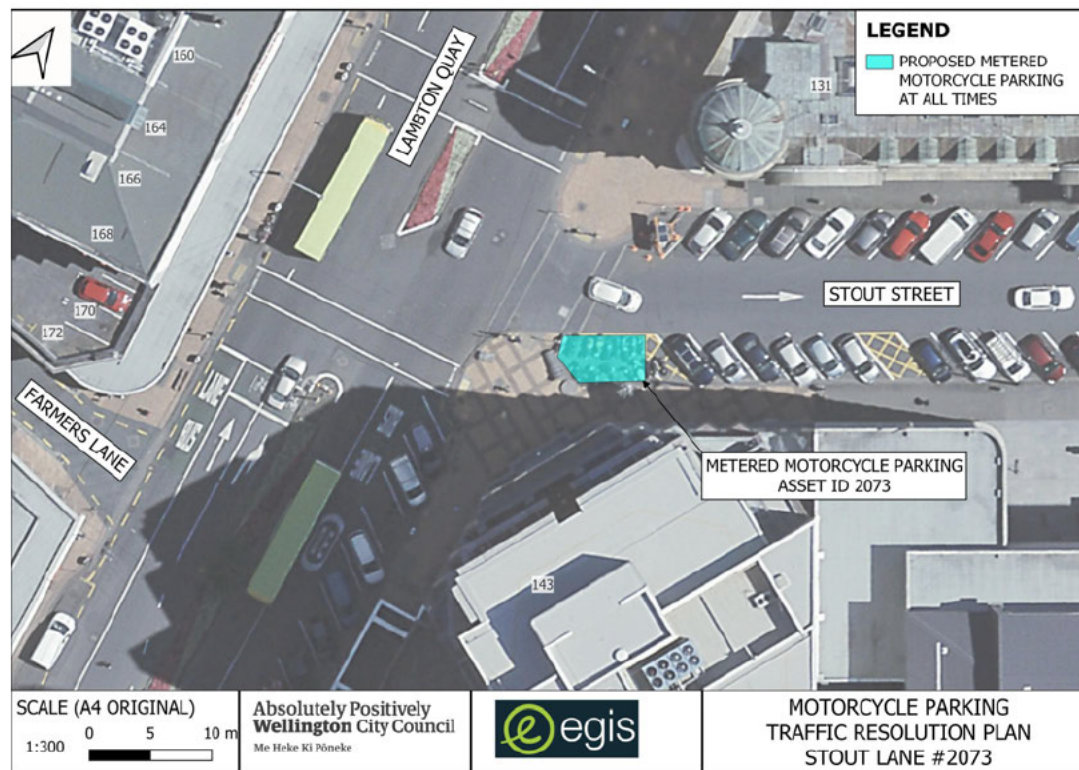 LEGEND
PROPOSED METERED
MOTORCYCLE PARKING
AT ALL TIMES
160
LAMBTON QUAY
131
164
166
168
170
172
STOUT STREET
FARMERS LANE
METERED MOTORCYCLE PARKING
ASSET ID 2073
143
SCALE (A4 ORIGINAL)
1:300
0 5 10 m
Absolutely Positively
Wellington City Council
Me Heke Ki Pōneke
e egis
MOTORCYCLE PARKING
TRAFFIC RESOLUTION PLAN
STOUT LANE #2073